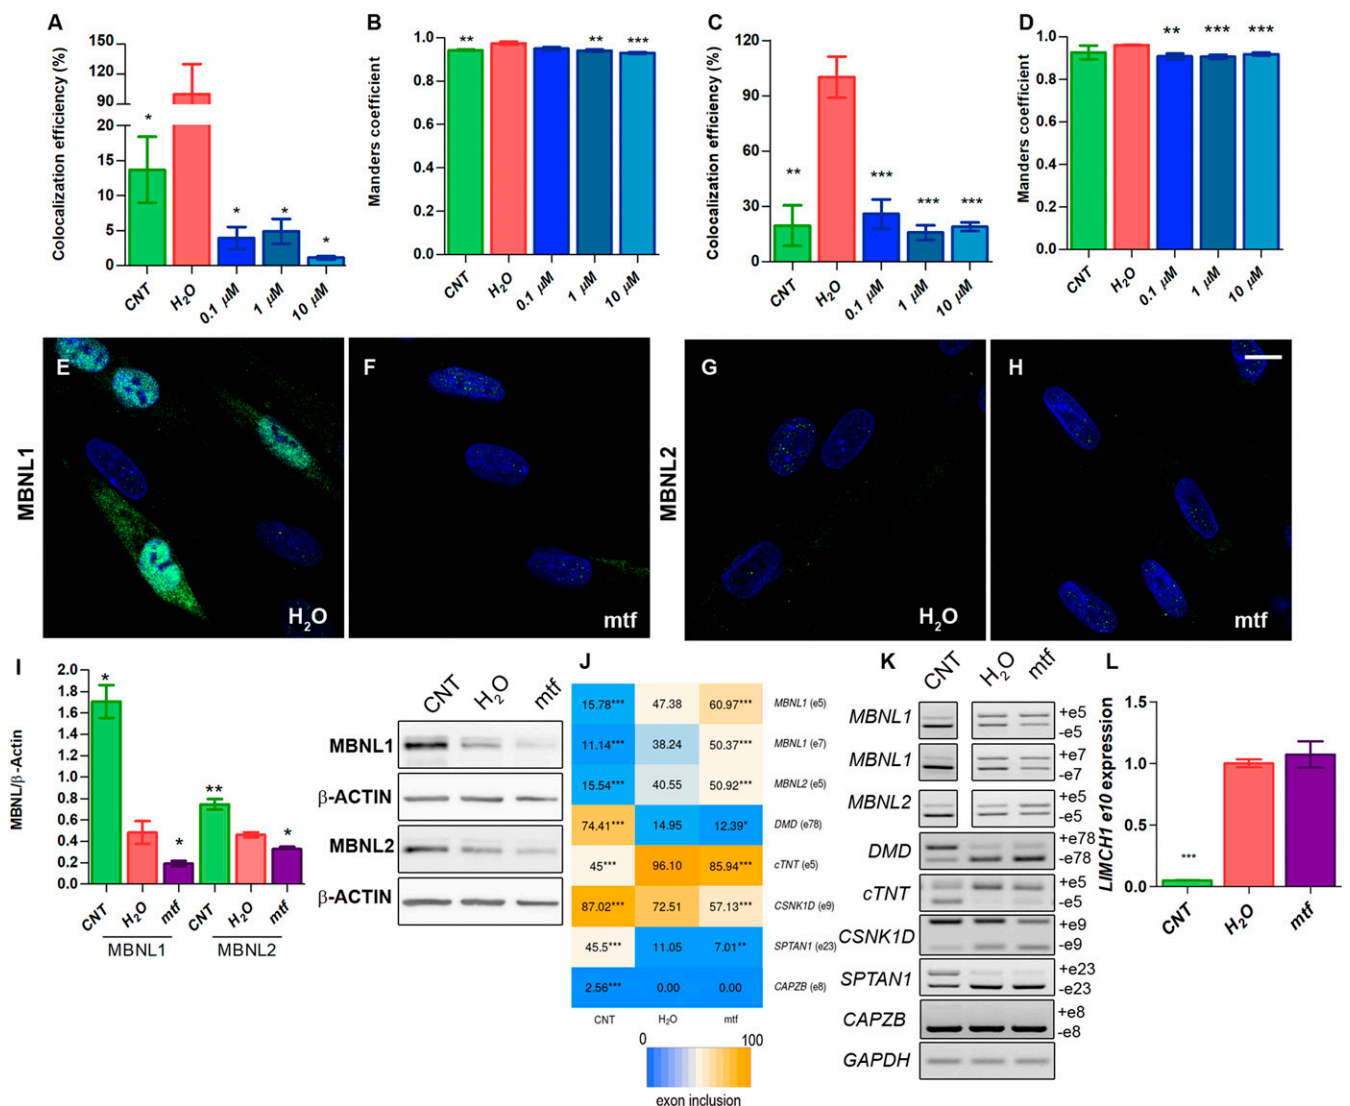 A
Colocalization efficiency (%)
150
120
90
20
15
10
5
0
*
*
*
*
CNT
H₂O
0.1 μM
1 μM
10 μM
B
Manders coefficient
1.0
0.8
0.6
0.4
0.2
0.0
**
**
***
CNT
H₂O
0.1 μM
1 μM
10 μM
C
Colocalization efficiency (%)
120
90
60
30
0
**
***
***
***
CNT
H₂O
0.1 μM
1 μM
10 μM
D
Manders coefficient
1.0
0.8
0.6
0.4
0.2
0.0
**
***
***
CNT
H₂O
0.1 μM
1 μM
10 μM
MBNL1
E
H₂O
F
mtf
MBNL2
G
H₂O
H
mtf
I
MBNL/β-Actin
2.0
1.8
1.6
1.4
1.2
1.0
0.8
0.6
0.4
0.2
0.0
*
*
**
*
CNT
H₂O
mtf
CNT
H₂O
mtf
MBNL1
MBNL2
CNT
H₂O
mtf
MBNL1
β-ACTIN
MBNL2
β-ACTIN
J
15.78*** 47.38 60.97*** MBNL1 (e5)
11.14*** 38.24 50.37*** MBNL1 (e7)
15.54*** 40.55 50.92*** MBNL2 (e5)
74.41*** 14.95 12.39* DMD (e78)
45*** 96.10 85.94*** cTNT (e5)
87.02*** 72.51 57.13*** CSNK1D (e9)
45.5*** 11.05 7.01** SPTAN1 (e23)
2.56*** 0.00 0.00 CAPZB (e8)
CNT H₂O mtf
0 100
exon inclusion
K
CNT
H₂O
mtf
MBNL1
+e5
-e5
MBNL1
+e7
-e7
MBNL2
+e5
-e5
DMD
+e78
-e78
cTNT
+e5
-e5
CSNK1D
+e9
-e9
SPTAN1
+e23
-e23
CAPZB
+e8
-e8
GAPDH
L
LIMCH1 e10 expression
1.5
1.0
0.5
0.0
***
CNT
H₂O
mtf